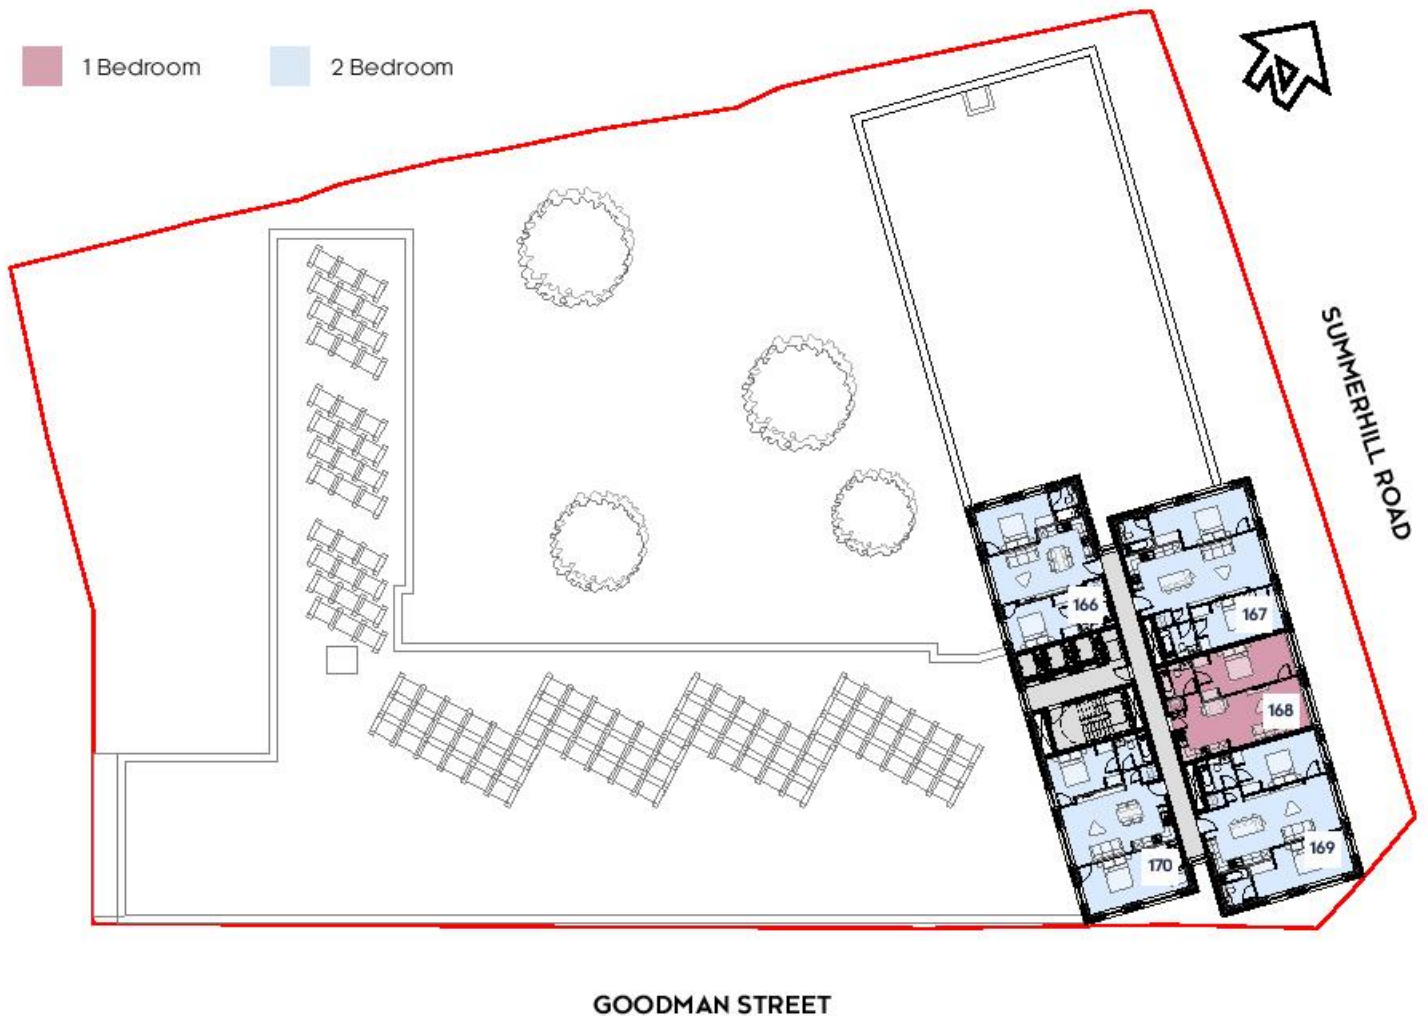 1 Bedroom
2 Bedroom
N
SUMMERHILL ROAD
166
167
168
169
170
GOODMAN STREET